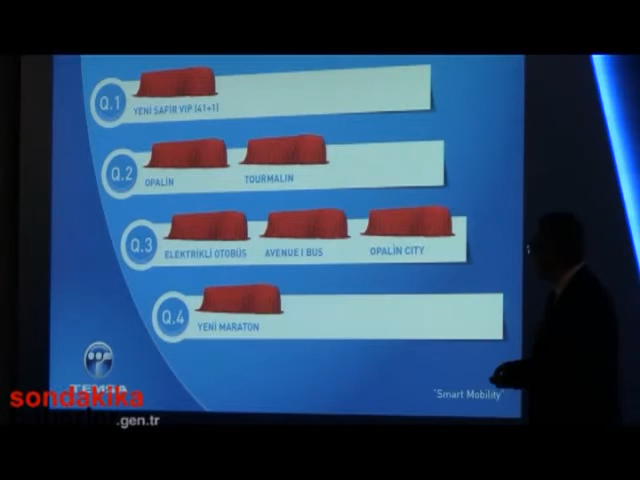 Q.1
YENİ SAFİR VIP (41+1)
Q.2
OPALİN
TOURMALIN
Q.3
ELEKTRİKLİ OTOBÜS
AVENUE I BUS
OPALİN CITY
Q.4
YENİ MARATON
TEMSA
"Smart Mobility"
sondakika
.gen.tr